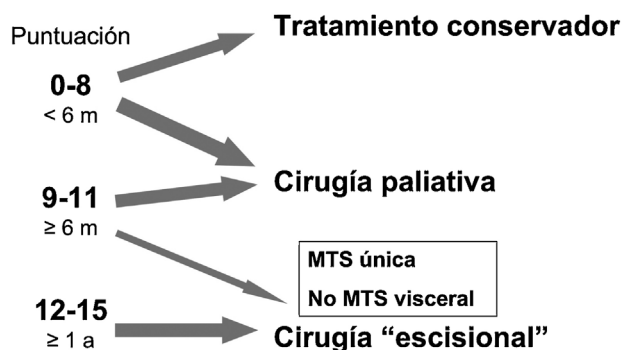 Puntuación
0-8
< 6 m
9-11
≥ 6 m
12-15
≥ 1 a
Tratamiento conservador
Cirugía paliativa
MTS única
No MTS visceral
Cirugía “escisional”